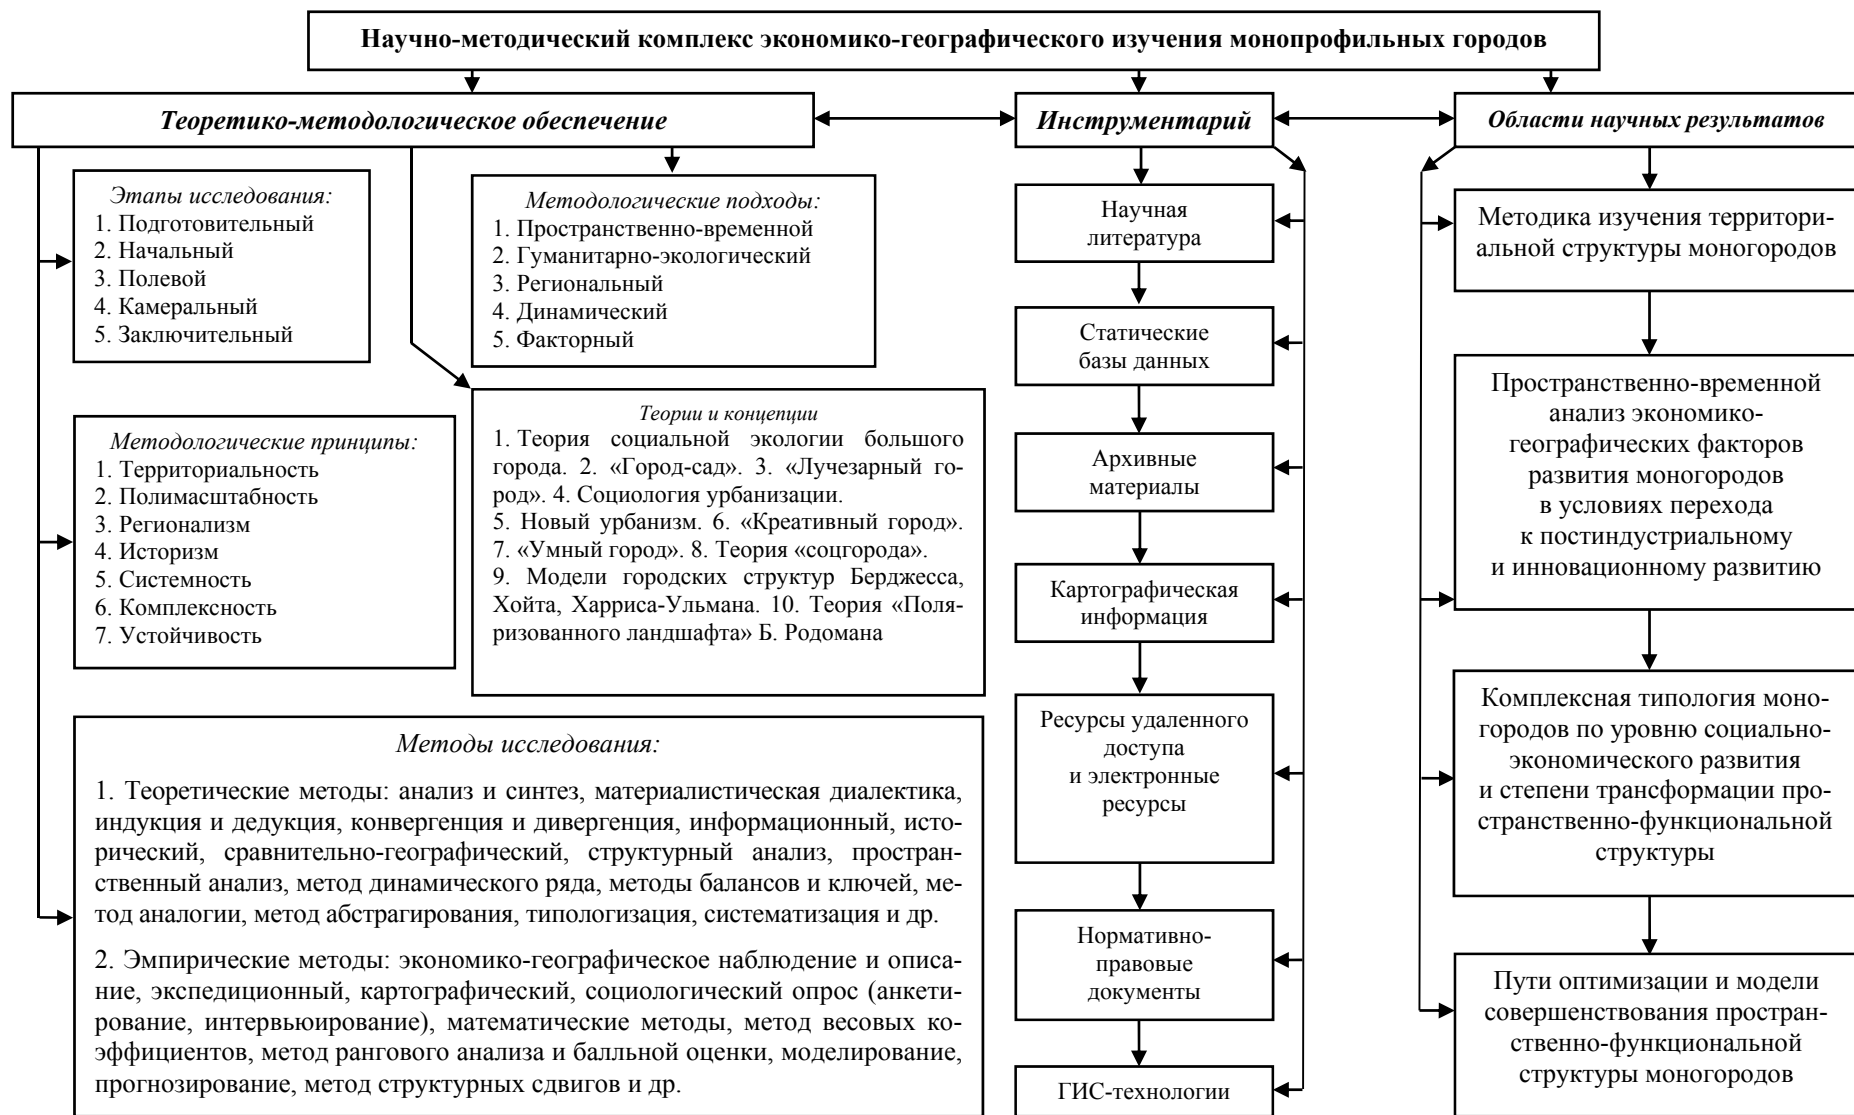 Научно-методический комплекс экономико-географического изучения монопрофильных городов
Теоретико-методологическое обеспечение
Этапы исследования:
1. Подготовительный
2. Начальный
3. Полевой
4. Камеральный
5. Заключительный
Методологические подходы:
1. Пространственно-временной
2. Гуманитарно-экологический
3. Региональный
4. Динамический
5. Факторный
Методологические принципы:
1. Территориальность
2. Полимасштабность
3. Регионализм
4. Историзм
5. Системность
6. Комплексность
7. Устойчивость
Теории и концепции
1. Теория социальной экологии большого
города. 2. «Город-сад». 3. «Лучезарный го-
род». 4. Социология урбанизации.
5. Новый урбанизм. 6. «Креативный город».
7. «Умный город». 8. Теория «соцгорода».
9. Модели городских структур Берджесса,
Хойта, Харриса-Ульмана. 10. Теория «Поля-
ризованного ландшафта» Б. Родомана
Методы исследования:
1. Теоретические методы: анализ и синтез, материалистическая диалектика,
индукция и дедукция, конвергенция и дивергенция, информационный, исто-
рический, сравнительно-географический, структурный анализ, простран-
ственный анализ, метод динамического ряда, методы балансов и ключей, ме-
тод аналогии, метод абстрагирования, типологизация, систематизация и др.
2. Эмпирические методы: экономико-географическое наблюдение и описа-
ние, экспедиционный, картографический, социологический опрос (анкети-
рование, интервьюирование), математические методы, метод весовых ко-
эффициентов, метод рангового анализа и балльной оценки, моделирование,
прогнозирование, метод структурных сдвигов и др.
Инструментарий
Научная
литература
Статические
базы данных
Архивные
материалы
Картографическая
информация
Ресурсы удаленного
доступа
и электронные
ресурсы
Нормативно-
правовые
документы
ГИС-технологии
Области научных результатов
Методика изучения территори-
альной структуры моногородов
Пространственно-временной
анализ экономико-
географических факторов
развития моногородов
в условиях перехода
к постиндустриальному
и инновационному развитию
Комплексная типология моно-
городов по уровню социально-
экономического развития
и степени трансформации про-
странственно-функциональной
структуры
Пути оптимизации и модели
совершенствования простран-
ственно-функциональной
структуры моногородов